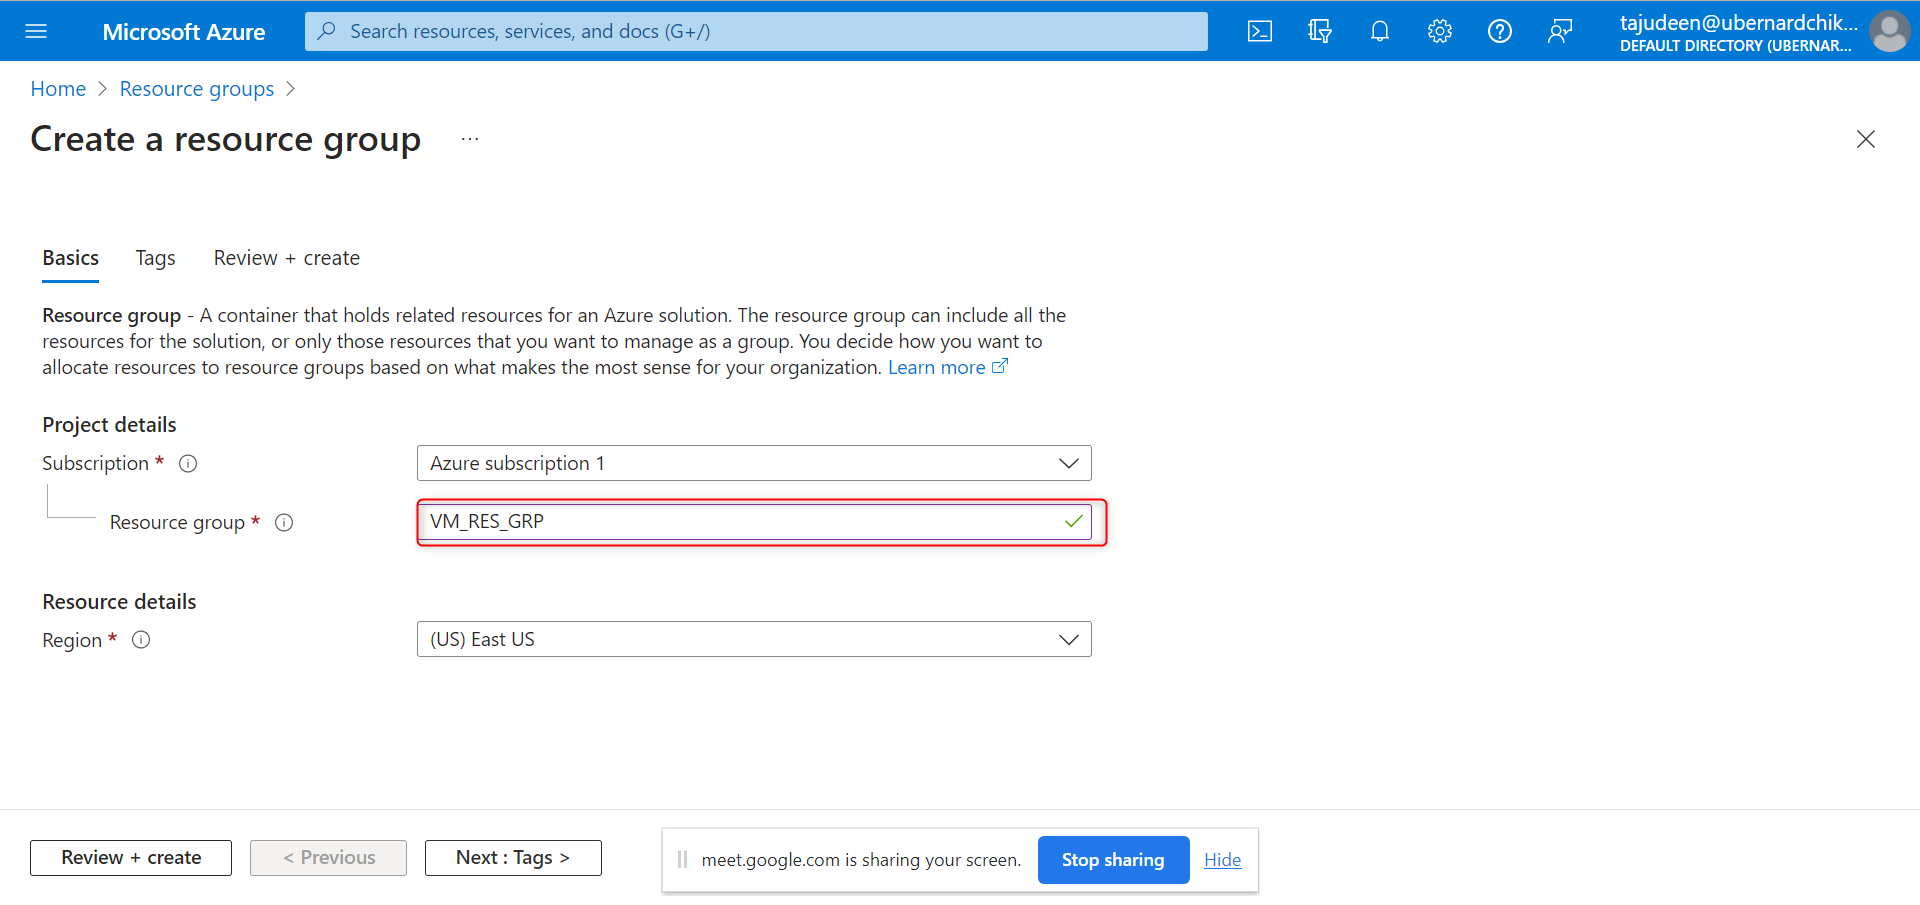 Microsoft Azure
Search resources, services, and docs (G+/)
tajudeen@ubernardchik...
DEFAULT DIRECTORY (UBERNAR...
Home > Resource groups >
Create a resource group ...
Basics Tags Review + create
Resource group - A container that holds related resources for an Azure solution. The resource group can include all the
resources for the solution, or only those resources that you want to manage as a group. You decide how you want to
allocate resources to resource groups based on what makes the most sense for your organization. Learn more
Project details
Subscription * Azure subscription 1
Resource group * VM_RES_GRP
Resource details
Region * (US) East US
Review + create < Previous Next : Tags >
meet.google.com is sharing your screen. Stop sharing Hide